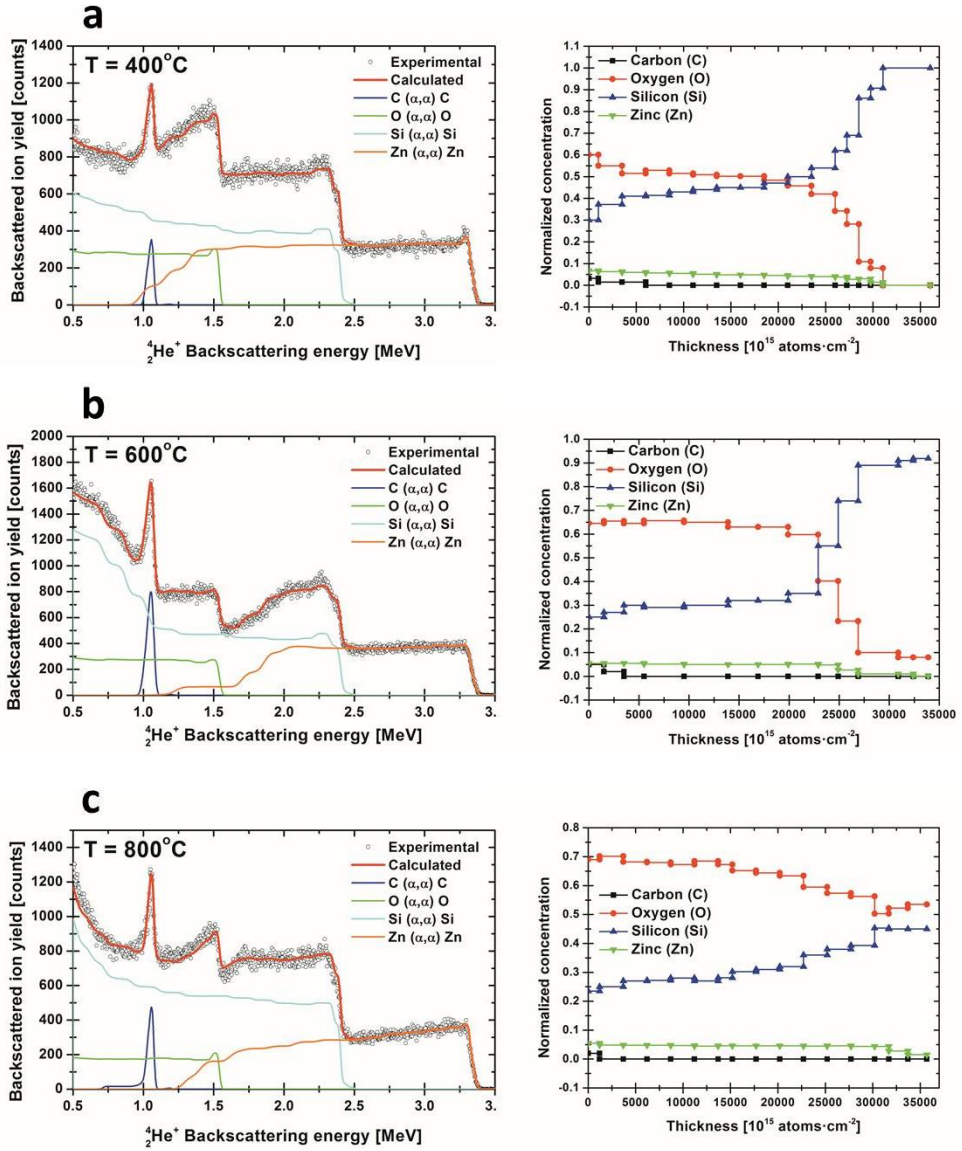 a
T = 400°C
Backscattered ion yield [counts]
1400
1200
1000
800
600
400
200
0
0.5
1.0
1.5
2.0
2.5
3.0
3.
⁴₂He⁺ Backscattering energy [MeV]
Experimental
Calculated
C (α,α) C
O (α,α) O
Si (α,α) Si
Zn (α,α) Zn
Normalized concentration
1.1
1.0
0.9
0.8
0.7
0.6
0.5
0.4
0.3
0.2
0.1
0.0
-0.1
0
5000
10000
15000
20000
25000
30000
35000
Thickness [10¹⁵ atoms·cm⁻²]
Carbon (C)
Oxygen (O)
Silicon (Si)
Zinc (Zn)
b
T = 600°C
Backscattered ion yield [counts]
2000
1800
1600
1400
1200
1000
800
600
400
200
0
0.5
1.0
1.5
2.0
2.5
3.0
3.
⁴₂He⁺ Backscattering energy [MeV]
Experimental
Calculated
C (α,α) C
O (α,α) O
Si (α,α) Si
Zn (α,α) Zn
Normalized concentration
1.0
0.9
0.8
0.7
0.6
0.5
0.4
0.3
0.2
0.1
0.0
-0.1
0
5000
10000
15000
20000
25000
30000
35000
Thickness [10¹⁵ atoms·cm⁻²]
Carbon (C)
Oxygen (O)
Silicon (Si)
Zinc (Zn)
c
T = 800°C
Backscattered ion yield [counts]
1400
1200
1000
800
600
400
200
0
0.5
1.0
1.5
2.0
2.5
3.0
3.
⁴₂He⁺ Backscattering energy [MeV]
Experimental
Calculated
C (α,α) C
O (α,α) O
Si (α,α) Si
Zn (α,α) Zn
Normalized concentration
0.8
0.7
0.6
0.5
0.4
0.3
0.2
0.1
0.0
-0.1
0
5000
10000
15000
20000
25000
30000
35000
Thickness [10¹⁵ atoms·cm⁻²]
Carbon (C)
Oxygen (O)
Silicon (Si)
Zinc (Zn)